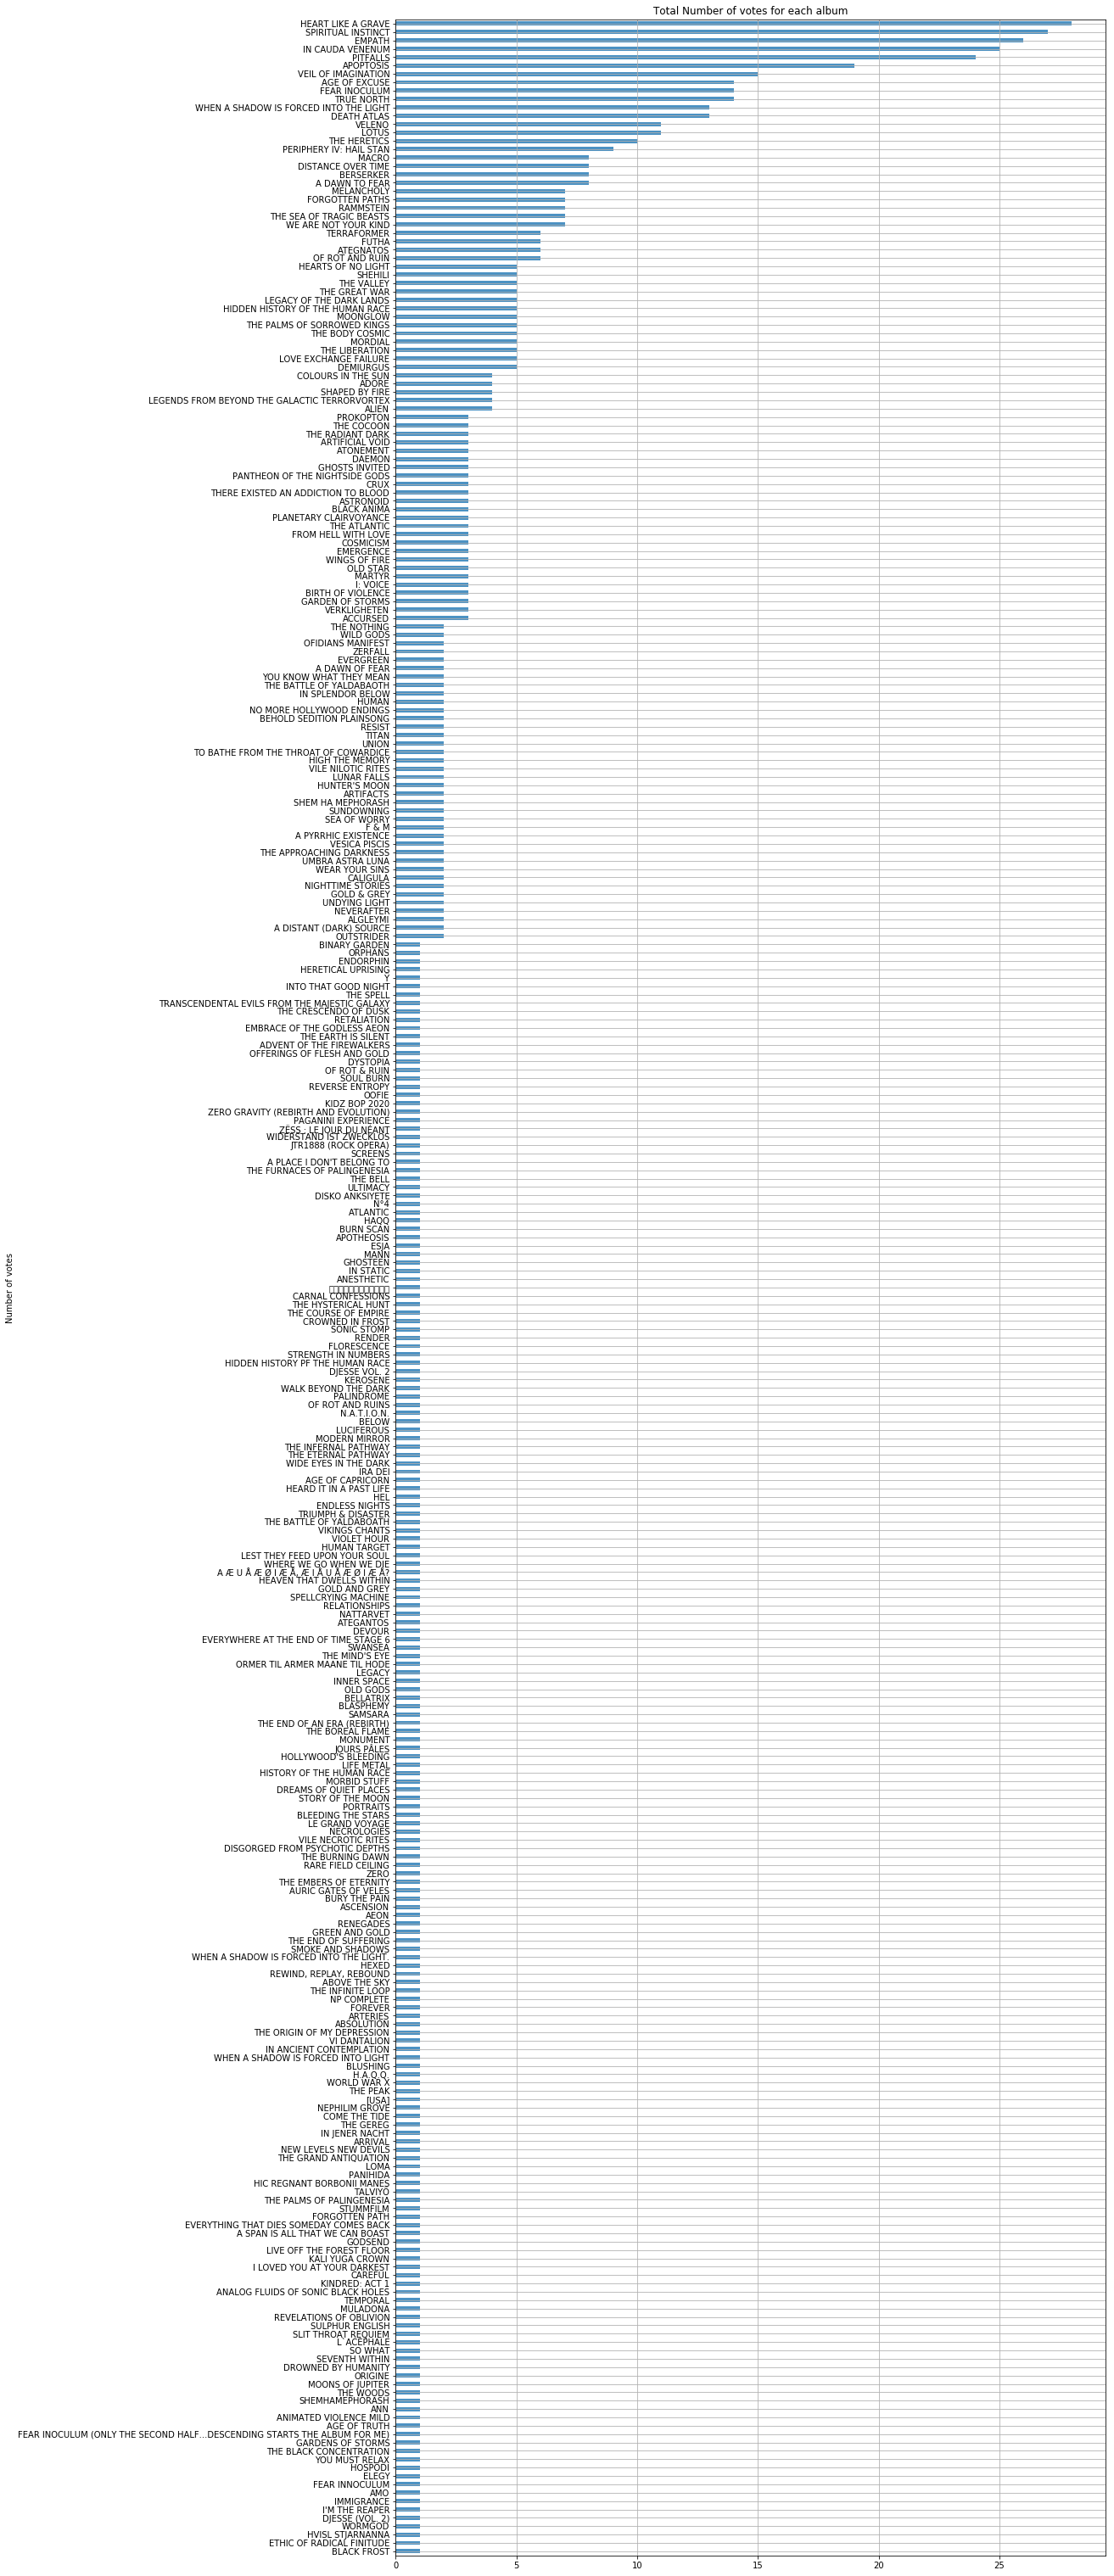 Total Number of votes for each album
HEART LIKE A GRAVE
SPIRITUAL INSTINCT
EMPATH
IN CAUDA VENENUM
PITFALLS
APOPTOSIS
VEIL OF IMAGINATION
AGE OF EXCUSE
FEAR INOCULUM
TRUE NORTH
WHEN A SHADOW IS FORCED INTO THE LIGHT
DEATH ATLAS
VELENO
LOTUS
THE HERETICS
PERIPHERY IV: HAIL STAN
MACRO
DISTANCE OVER TIME
BERSERKER
A DAWN TO FEAR
MELANCHOLY
FORGOTTEN PATHS
RAMMSTEIN
THE SEA OF TRAGIC BEASTS
WE ARE NOT YOUR KIND
TERRAFORMER
FUTHA
ATEGNATOS
OF ROT AND RUIN
HEARTS OF NO LIGHT
SHEHILI
THE VALLEY
THE GREAT WAR
LEGACY OF THE DARK LANDS
HIDDEN HISTORY OF THE HUMAN RACE
MOONGLOW
THE PALMS OF SORROWED KINGS
THE BODY COSMIC
MORDIAL
THE LIBERATION
LOVE EXCHANGE FAILURE
DEMIURGUS
COLOURS IN THE SUN
ADORE
SHAPED BY FIRE
LEGENDS FROM BEYOND THE GALACTIC TERRORVORTEX
ALIEN
PROKOPTON
THE COCOON
THE RADIANT DARK
ARTIFICIAL VOID
ATONEMENT
DAEMON
GHOSTS INVITED
PANTHEON OF THE NIGHTSIDE GODS
CRUX
THERE EXISTED AN ADDICTION TO BLOOD
ASTRONOID
BLACK ANIMA
PLANETARY CLAIRVOYANCE
THE ATLANTIC
FROM HELL WITH LOVE
COSMICISM
EMERGENCE
WINGS OF FIRE
OLD STAR
MARTYR
I: VOICE
BIRTH OF VIOLENCE
GARDEN OF STORMS
VERKLIGHETEN
ACCURSED
THE NOTHING
WILD GODS
OFIDIANS MANIFEST
ZERFALL
EVERGREEN
A DAWN OF FEAR
YOU KNOW WHAT THEY MEAN
THE BATTLE OF YALDABAOTH
IN SPLENDOR BELOW
HUMAN
NO MORE HOLLYWOOD ENDINGS
BEHOLD SEDITION PLAINSONG
RESIST
TITAN
UNION
TO BATHE FROM THE THROAT OF COWARDICE
HIGH THE MEMORY
VILE NILOTIC RITES
LUNAR FALLS
HUNTER'S MOON
ARTIFACTS
SHEM HA MEPHORASH
SUNDOWNING
SEA OF WORRY
F & M
A PYRRHIC EXISTENCE
VESICA PISCIS
THE APPROACHING DARKNESS
UMBRA ASTRA LUNA
WEAR YOUR SINS
CALIGULA
NIGHTTIME STORIES
GOLD & GREY
UNDYING LIGHT
NEVERAFTER
ALGLEYMI
A DISTANT (DARK) SOURCE
OUTSTRIDER
BINARY GARDEN
ORPHANS
ENDORPHIN
HERETICAL UPRISING
Y
INTO THAT GOOD NIGHT
THE SPELL
TRANSCENDENTAL EVILS FROM THE MAJESTIC GALAXY
THE CRESCENDO OF DUSK
RETALIATION
EMBRACE OF THE GODLESS AEON
THE EARTH IS SILENT
ADVENT OF THE FIREWALKERS
OFFERINGS OF FLESH AND GOLD
DYSTOPIA
OF ROT & RUIN
SOUL BURN
REVERSE ENTROPY
OOFIE
KIDZ BOP 2020
ZERO GRAVITY (REBIRTH AND EVOLUTION)
PAGANINI EXPERIENCE
ZËSS : LE JOUR DU NÉANT
WIDERSTAND IST ZWECKLOS
JTR1888 (ROCK OPERA)
SCREENS
A PLACE I DON'T BELONG TO
THE FURNACES OF PALINGENESIA
THE BELL
ULTIMACY
DISKO ANKSIYETE
N°4
ATLANTIC
HAQQ
BURN SCAN
APOTHEOSIS
ESJA
MANN
GHOSTEEN
IN STATIC
ANESTHETIC
CARNAL CONFESSIONS
THE HYSTERICAL HUNT
THE COURSE OF EMPIRE
CROWNED IN FROST
SONIC STOMP
RENDER
FLORESCENCE
STRENGTH IN NUMBERS
HIDDEN HISTORY PF THE HUMAN RACE
DJESSE VOL. 2
KEROSENE
WALK BEYOND THE DARK
PALINDROME
OF ROT AND RUINS
N.A.T.I.O.N.
BELOW
LUCIFEROUS
MODERN MIRROR
THE INFERNAL PATHWAY
THE ETERNAL PATHWAY
WIDE EYES IN THE DARK
IRA DEI
AGE OF CAPRICORN
HEARD IT IN A PAST LIFE
HEL
ENDLESS NIGHTS
TRIUMPH & DISASTER
THE BATTLE OF YALDABOATH
VIKINGS CHANTS
VIOLET HOUR
HUMAN TARGET
LEST THEY FEED UPON YOUR SOUL
WHERE WE GO WHEN WE DIE
A Æ U Å Æ Ø I Æ Å, Æ I Å U Å Æ Ø I Æ Å?
HEAVEN THAT DWELLS WITHIN
GOLD AND GREY
SPELLCRYING MACHINE
RELATIONSHIPS
NATTARVET
ATEGANTOS
DEVOUR
EVERYWHERE AT THE END OF TIME STAGE 6
SWANSEA
THE MIND'S EYE
ORMER TIL ARMER MAANE TIL HODE
LEGACY
INNER SPACE
OLD GODS
BELLATRIX
BLASPHEMY
SAMSARA
THE END OF AN ERA (REBIRTH)
THE BOREAL FLAME
MONUMENT
JOURS PÂLES
HOLLYWOOD'S BLEEDING
LIFE METAL
HISTORY OF THE HUMAN RACE
MORBID STUFF
DREAMS OF QUIET PLACES
STORY OF THE MOON
PORTRAITS
BLEEDING THE STARS
LE GRAND VOYAGE
NECROLOGIES
VILE NECROTIC RITES
DISGORGED FROM PSYCHOTIC DEPTHS
THE BURNING DAWN
RARE FIELD CEILING
ZERO
THE EMBERS OF ETERNITY
AURIC GATES OF VELES
BURY THE PAIN
ASCENSION
AEON
RENEGADES
GREEN AND GOLD
THE END OF SUFFERING
SMOKE AND SHADOWS
WHEN A SHADOW IS FORCED INTO THE LIGHT.
HEXED
REWIND, REPLAY, REBOUND
ABOVE THE SKY
THE INFINITE LOOP
NP COMPLETE
FOREVER
ARTERIES
ABSOLUTION
THE ORIGIN OF MY DEPRESSION
VI DANTALION
IN ANCIENT CONTEMPLATION
WHEN A SHADOW IS FORCED INTO LIGHT
BLUSHING
H.A.Q.Q.
WORLD WAR X
THE PEAK
[USA]
NEPHILIM GROVE
COME THE TIDE
THE GEREG
IN JENER NACHT
ARRIVAL
NEW LEVELS NEW DEVILS
THE GRAND ANTIQUATION
LOMA
PANIHIDA
HIC REGNANT BORBONII MANES
TALVIYÖ
THE PALMS OF PALINGENESIA
STUMMFILM
FORGOTTEN PATH
EVERYTHING THAT DIES SOMEDAY COMES BACK
A SPAN IS ALL THAT WE CAN BOAST
GODSEND
LIVE OFF THE FOREST FLOOR
KALI YUGA CROWN
I LOVED YOU AT YOUR DARKEST
CAREFUL
KINDRED: ACT 1
ANALOG FLUIDS OF SONIC BLACK HOLES
TEMPORAL
MULADONA
REVELATIONS OF OBLIVION
SULPHUR ENGLISH
SLIT THROAT REQUIEM
L´ACÉPHALE
SO WHAT
SEVENTH WITHIN
DROWNED BY HUMANITY
ORIGINE
MOONS OF JUPITER
THE WOODS
SHEMHAMEPHORASH
ANN
ANIMATED VIOLENCE MILD
AGE OF TRUTH
FEAR INOCULUM (ONLY THE SECOND HALF...DESCENDING STARTS THE ALBUM FOR ME)
GARDENS OF STORMS
THE BLACK CONCENTRATION
YOU MUST RELAX
HOSPODI
ELEGY
FEAR INNOCULUM
AMO
IMMIGRANCE
I'M THE REAPER
DJESSE (VOL. 2)
WORMGOD
HVISL STJARNANNA
ETHIC OF RADICAL FINITUDE
BLACK FROST
Number of votes
0 5 10 15 20 25